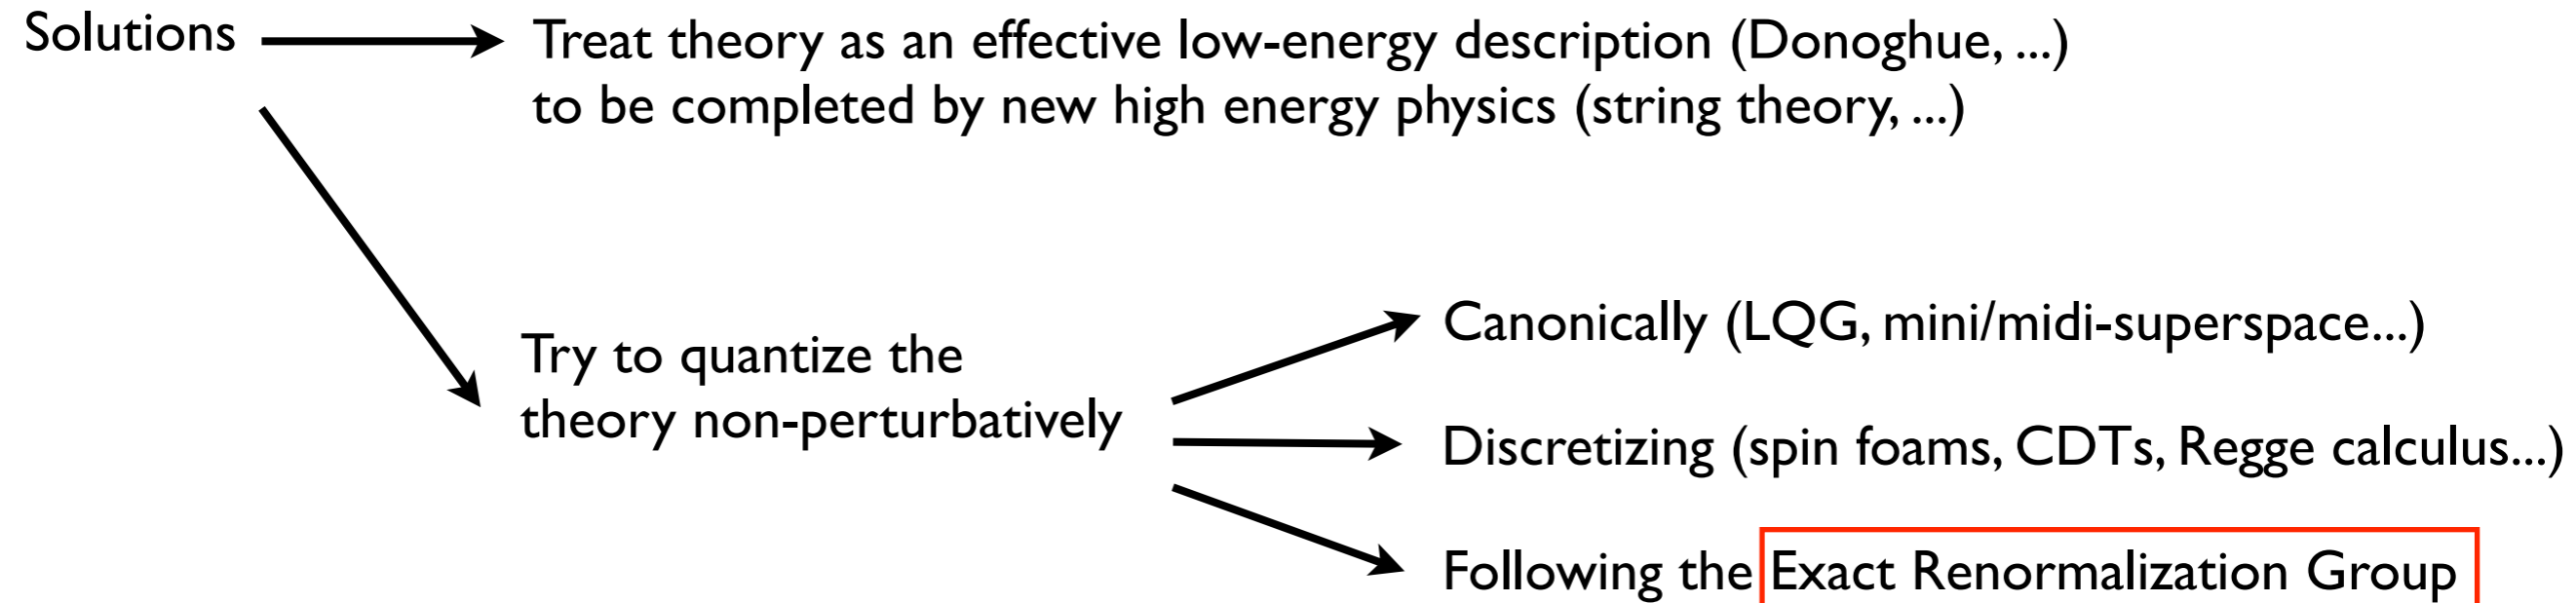 Solutions
Treat theory as an effective low-energy description (Donoghue, ...)
to be completed by new high energy physics (string theory, ...)
Try to quantize the
theory non-perturbatively
Canonically (LQG, mini/midi-superspace...)
Discretizing (spin foams, CDTs, Regge calculus...)
Following the Exact Renormalization Group